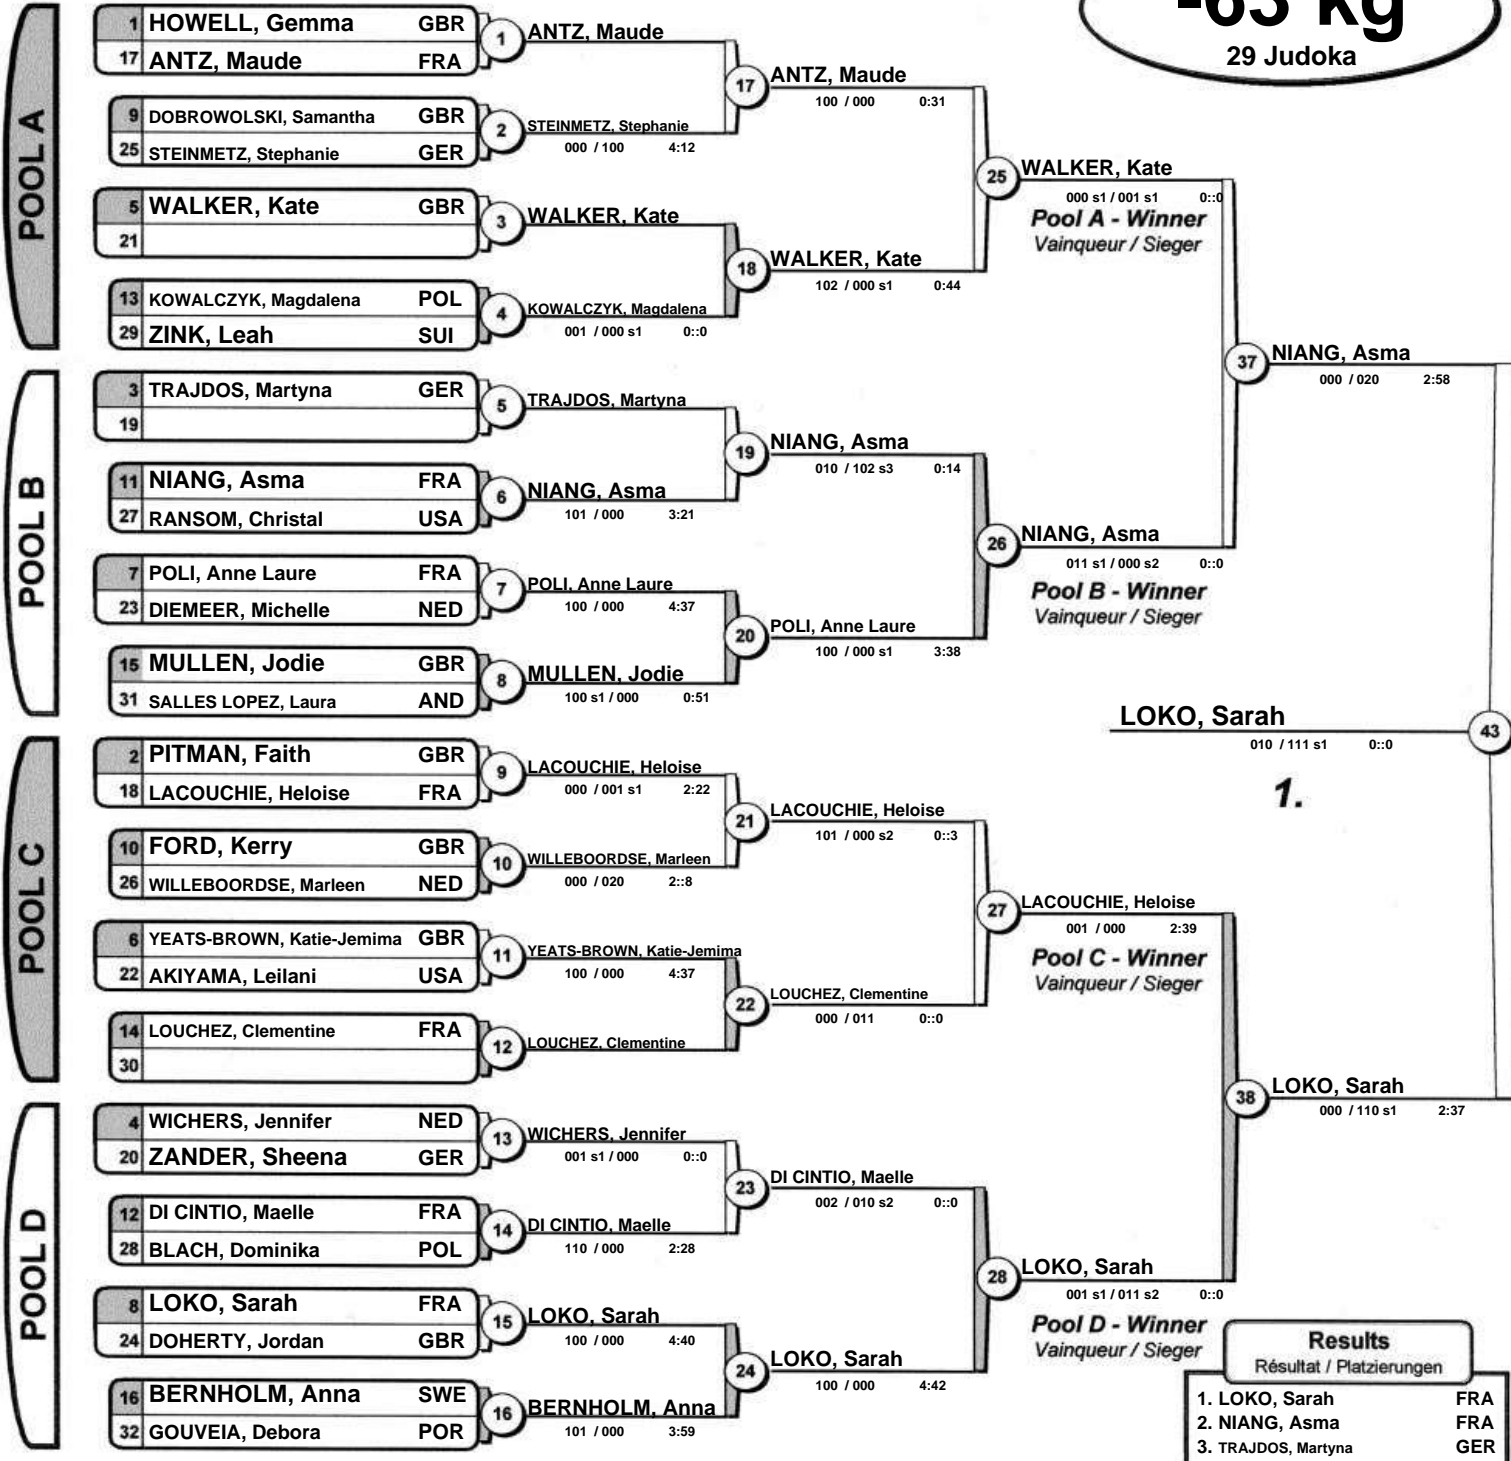 -63 kg
29 Judoka
POOL A
1 HOWELL, Gemma GBR
17 ANTZ, Maude FRA
1 ANTZ, Maude
9 DOBROWOLSKI, Samantha GBR
25 STEINMETZ, Stephanie GER
2 STEINMETZ, Stephanie
000 / 100 4:12
17 ANTZ, Maude
100 / 000 0:31
5 WALKER, Kate GBR
21
3 WALKER, Kate
13 KOWALCZYK, Magdalena POL
29 ZINK, Leah SUI
4 KOWALCZYK, Magdalena
001 / 000 s1 0::0
18 WALKER, Kate
102 / 000 s1 0:44
25 WALKER, Kate
000 s1 / 001 s1 0::0
Pool A - Winner
Vainqueur / Sieger
POOL B
3 TRAJDOS, Martyna GER
19
5 TRAJDOS, Martyna
11 NIANG, Asma FRA
27 RANSOM, Christal USA
6 NIANG, Asma
101 / 000 3:21
19 NIANG, Asma
010 / 102 s3 0:14
7 POLI, Anne Laure FRA
23 DIEMEER, Michelle NED
7 POLI, Anne Laure
100 / 000 4:37
15 MULLEN, Jodie GBR
31 SALLES LOPEZ, Laura AND
8 MULLEN, Jodie
100 s1 / 000 0:51
20 POLI, Anne Laure
100 / 000 s1 3:38
26 NIANG, Asma
011 s1 / 000 s2 0::0
Pool B - Winner
Vainqueur / Sieger
37 NIANG, Asma
000 / 020 2:58
LOKO, Sarah 43
010 / 111 s1 0::0
1.
POOL C
2 PITMAN, Faith GBR
18 LACOUCHIE, Heloise FRA
9 LACOUCHIE, Heloise
000 / 001 s1 2:22
10 FORD, Kerry GBR
26 WILLEBOORDSE, Marleen NED
10 WILLEBOORDSE, Marleen
000 / 020 2::8
21 LACOUCHIE, Heloise
101 / 000 s2 0::3
6 YEATS-BROWN, Katie-Jemima GBR
22 AKIYAMA, Leilani USA
11 YEATS-BROWN, Katie-Jemima
100 / 000 4:37
14 LOUCHEZ, Clementine FRA
30
12 LOUCHEZ, Clementine
22 LOUCHEZ, Clementine
000 / 011 0::0
27 LACOUCHIE, Heloise
001 / 000 2:39
Pool C - Winner
Vainqueur / Sieger
POOL D
4 WICHERS, Jennifer NED
20 ZANDER, Sheena GER
13 WICHERS, Jennifer
001 s1 / 000 0::0
12 DI CINTIO, Maelle FRA
28 BLACH, Dominika POL
14 DI CINTIO, Maelle
110 / 000 2:28
23 DI CINTIO, Maelle
002 / 010 s2 0::0
8 LOKO, Sarah FRA
24 DOHERTY, Jordan GBR
15 LOKO, Sarah
100 / 000 4:40
16 BERNHOLM, Anna SWE
32 GOUVEIA, Debora POR
16 BERNHOLM, Anna
101 / 000 3:59
24 LOKO, Sarah
100 / 000 4:42
28 LOKO, Sarah
001 s1 / 011 s2 0::0
Pool D - Winner
Vainqueur / Sieger
38 LOKO, Sarah
000 / 110 s1 2:37
Results
Résultat / Platzierungen
1. LOKO, Sarah FRA
2. NIANG, Asma FRA
3. TRAJDOS, Martyna GER